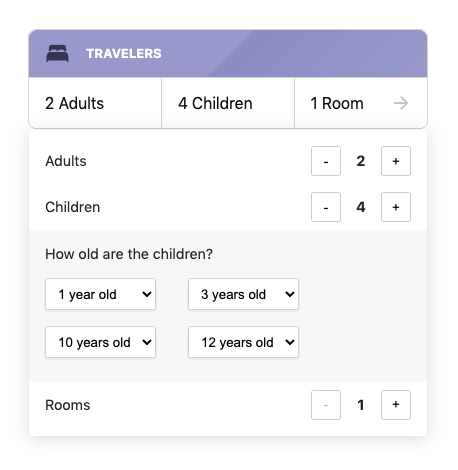 TRAVELERS
2 Adults 4 Children 1 Room
Adults - 2 +
Children - 4 +
How old are the children?
1 year old 3 years old
10 years old 12 years old
Rooms - 1 +